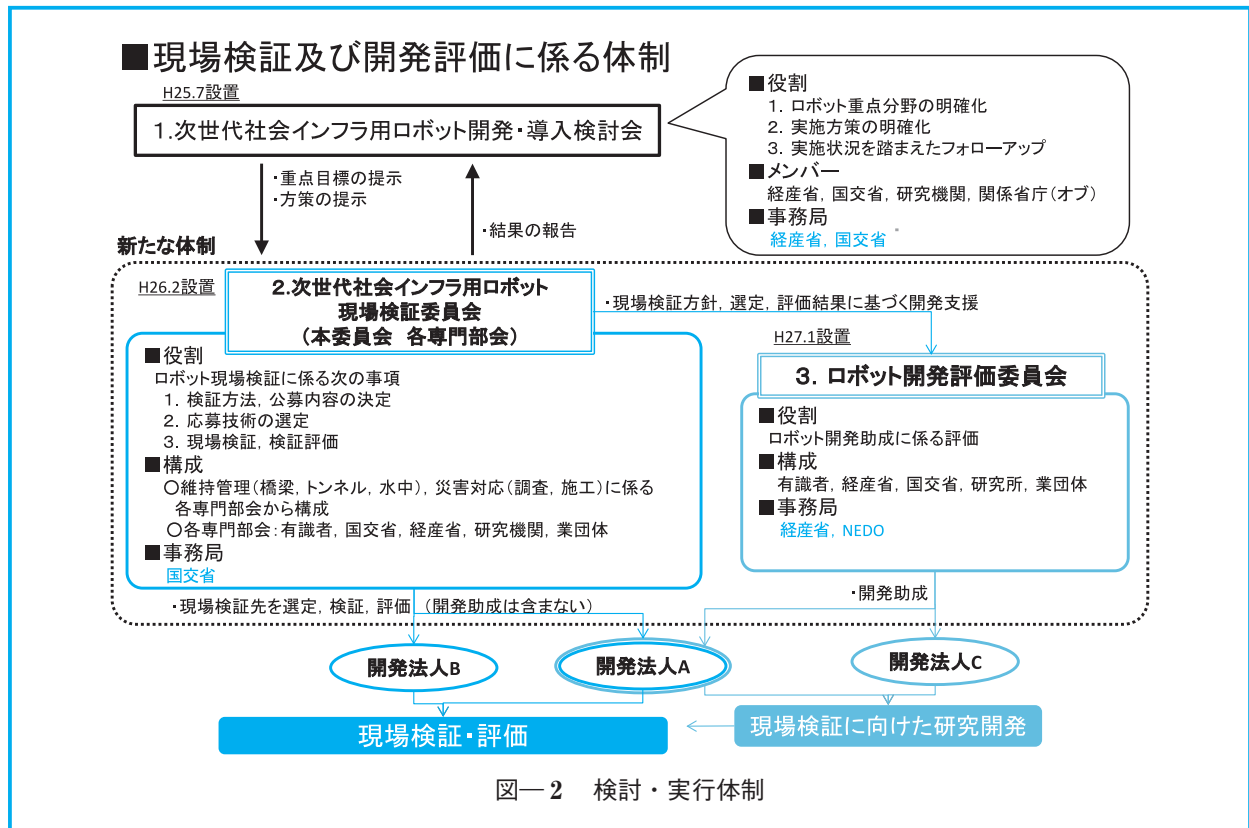 ■現場検証及び開発評価に係る体制
H25.7設置
1.次世代社会インフラ用ロボット開発・導入検討会
■役割
1. ロボット重点分野の明確化
2. 実施方策の明確化
3. 実施状況を踏まえたフォローアップ
■メンバー
経産省, 国交省, 研究機関, 関係省庁(オブ)
■事務局
経産省, 国交省
・重点目標の提示
・方策の提示
・結果の報告
新たな体制
H26.2設置
2.次世代社会インフラ用ロボット
現場検証委員会
(本委員会 各専門部会)
■役割
ロボット現場検証に係る次の事項
1. 検証方法, 公募内容の決定
2. 応募技術の選定
3. 現場検証, 検証評価
■構成
○維持管理(橋梁, トンネル, 水中), 災害対応(調査, 施工)に係る
各専門部会から構成
○各専門部会:有識者, 国交省, 経産省, 研究機関, 業団体
■事務局
国交省
・現場検証方針, 選定, 評価結果に基づく開発支援
H27.1設置
3. ロボット開発評価委員会
■役割
ロボット開発助成に係る評価
■構成
有識者, 経産省, 国交省, 研究所, 業団体
■事務局
経産省, NEDO
・現場検証先を選定, 検証, 評価 (開発助成は含まない)
・開発助成
開発法人B
開発法人A
開発法人C
現場検証・評価
現場検証に向けた研究開発
図―2 検討・実行体制